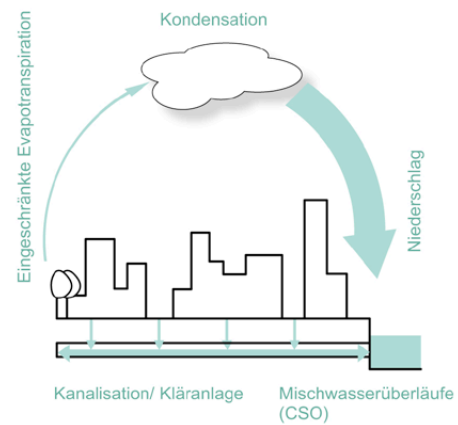 Kondensation
Eingeschränkte Evapotranspiration
Niederschlag
Kanalisation/ Kläranlage
Mischwasserüberläufe
(CSO)